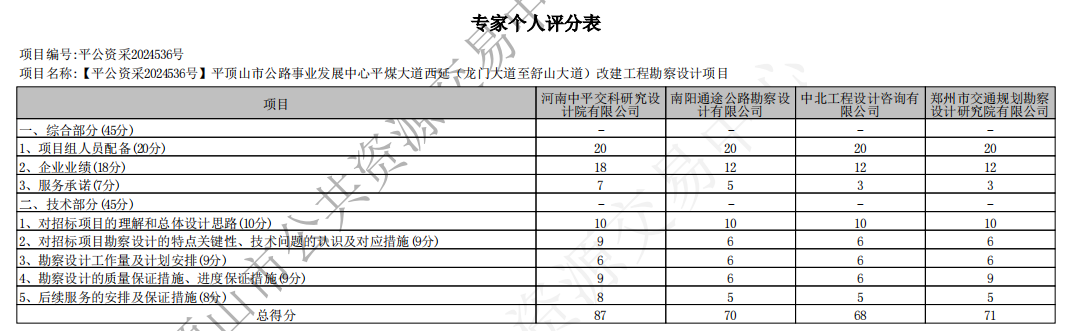 专家个人评分表
项目编号:平公资采2024536号
项目名称:【平公资采2024536号】平顶山市公路事业发展中心平煤大道西延（龙门大道至舒山大道）改建工程勘察设计项目
项目 河南中平交科研究设计院有限公司 南阳通途公路勘察设计有限公司 中北工程设计咨询有限公司 郑州市交通规划勘察设计研究院有限公司
一、综合部分(45分) – – – –
1、项目组人员配备(20分) 20 20 20 20
2、企业业绩(18分) 18 12 12 12
3、服务承诺(7分) 7 5 3 3
二、技术部分(45分) – – – –
1、对招标项目的理解和总体设计思路(10分) 10 10 10 10
2、对招标项目勘察设计的特点关键性、技术问题的认识及对应措施(9分) 9 6 6 6
3、勘察设计工作量及计划安排(9分) 6 6 6 6
4、勘察设计的质量保证措施、进度保证措施(9分) 9 6 6 9
5、后续服务的安排及保证措施(8分) 8 5 5 5
总得分 87 70 68 71
顶山市公共资源交易中
资源交易中心